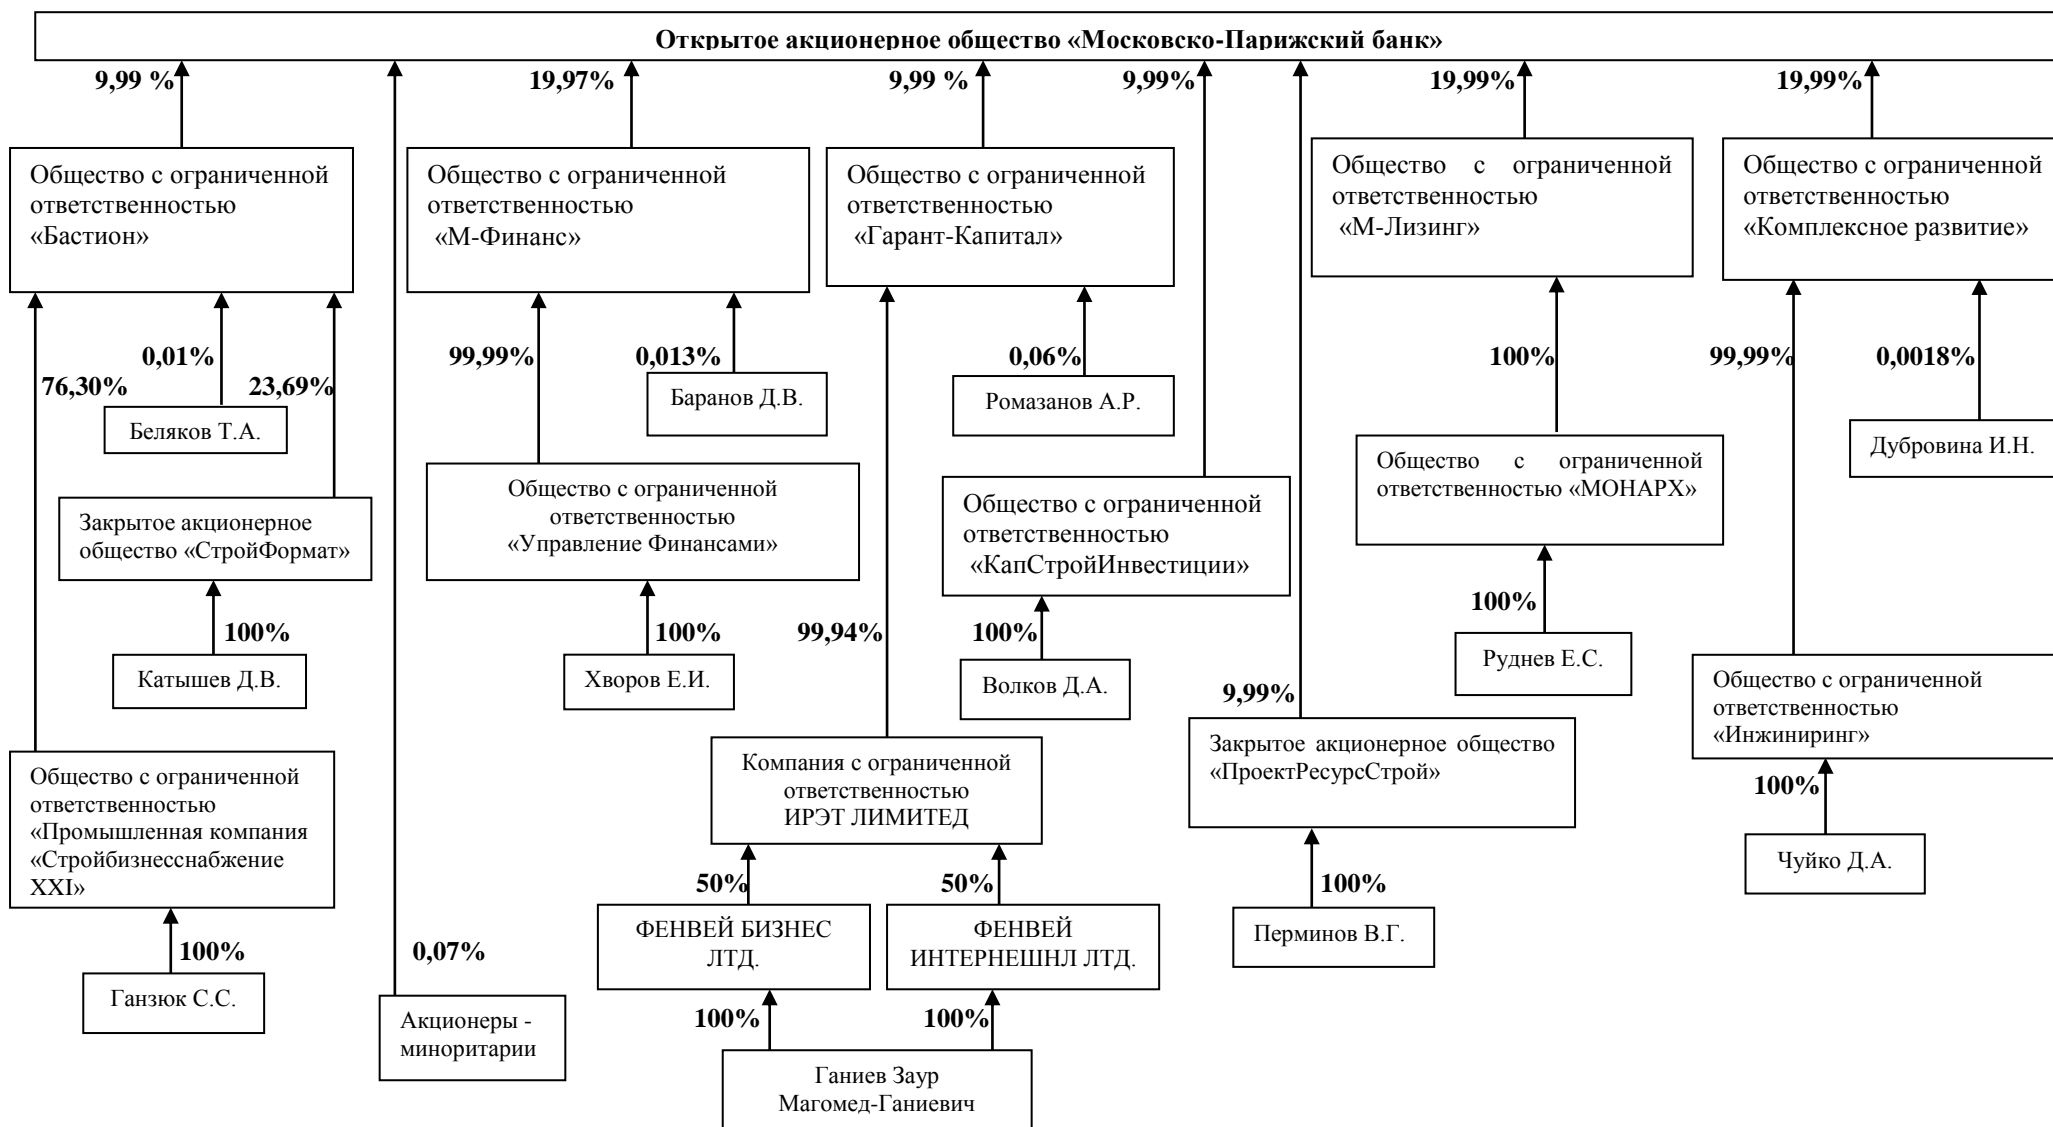 Открытое акционерное общество «Московско-Парижский банк»
9,99 %
19,97%
9,99 %
9,99%
19,99%
19,99%
Общество с ограниченной
ответственностью
«Бастион»
Общество с ограниченной
ответственностью
«М-Финанс»
Общество с ограниченной
ответственностью
«Гарант-Капитал»
Общество с ограниченной
ответственностью
«М-Лизинг»
Общество с ограниченной
ответственностью
«Комплексное развитие»
0,01%
99,99%
0,013%
0,06%
100%
99,99%
0,0018%
76,30%
23,69%
Беляков Т.А.
Баранов Д.В.
Ромазанов А.Р.
Дубровина И.Н.
Закрытое акционерное
общество «СтройФормат»
Общество с ограниченной
ответственностью
«Управление Финансами»
Общество с ограниченной
ответственностью
«КапСтройИнвестиции»
Общество с ограниченной
ответственностью «МОНАРХ»
100%
100%
99,94%
100%
100%
Катышев Д.В.
Хворов Е.И.
Волков Д.А.
Руднев Е.С.
9,99%
Общество с ограниченной
ответственностью
«Инжиниринг»
Общество с ограниченной
ответственностью
«Промышленная компания
«Стройбизнесснабжение
XXI»
Компания с ограниченной
ответственностью
ИРЭТ ЛИМИТЕД
Закрытое акционерное общество
«ПроектРесурсСтрой»
100%
Чуйко Д.А.
50%
50%
100%
ФЕНВЕЙ БИЗНЕС
ЛТД.
ФЕНВЕЙ
ИНТЕРНЕШНЛ ЛТД.
Перминов В.Г.
100%
0,07%
Ганзюк С.С.
Акционеры -
миноритарии
100%
100%
Ганиев Заур
Магомед-Ганиевич